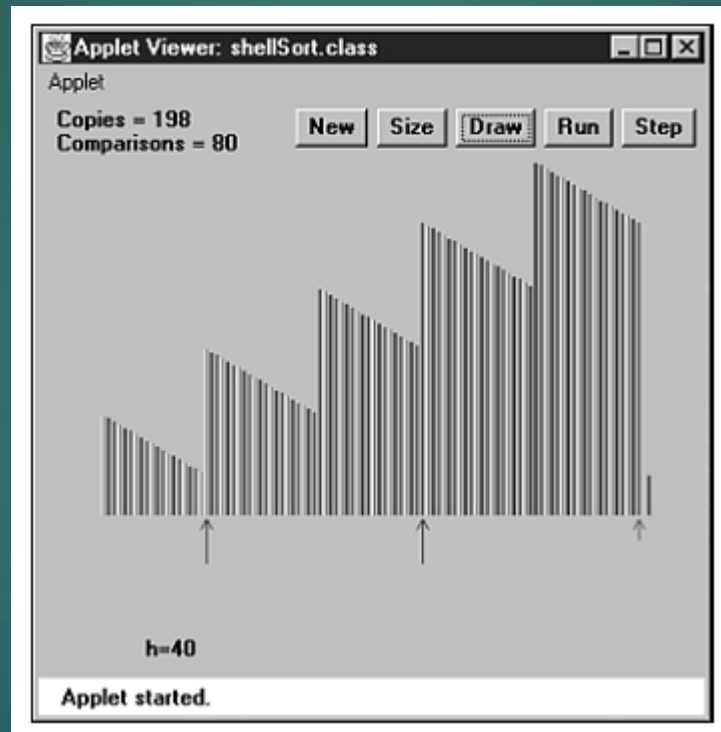 Applet Viewer: shellSort.class
Applet
Copies = 198
Comparisons = 80
New Size Draw Run Step
h=40
Applet started.